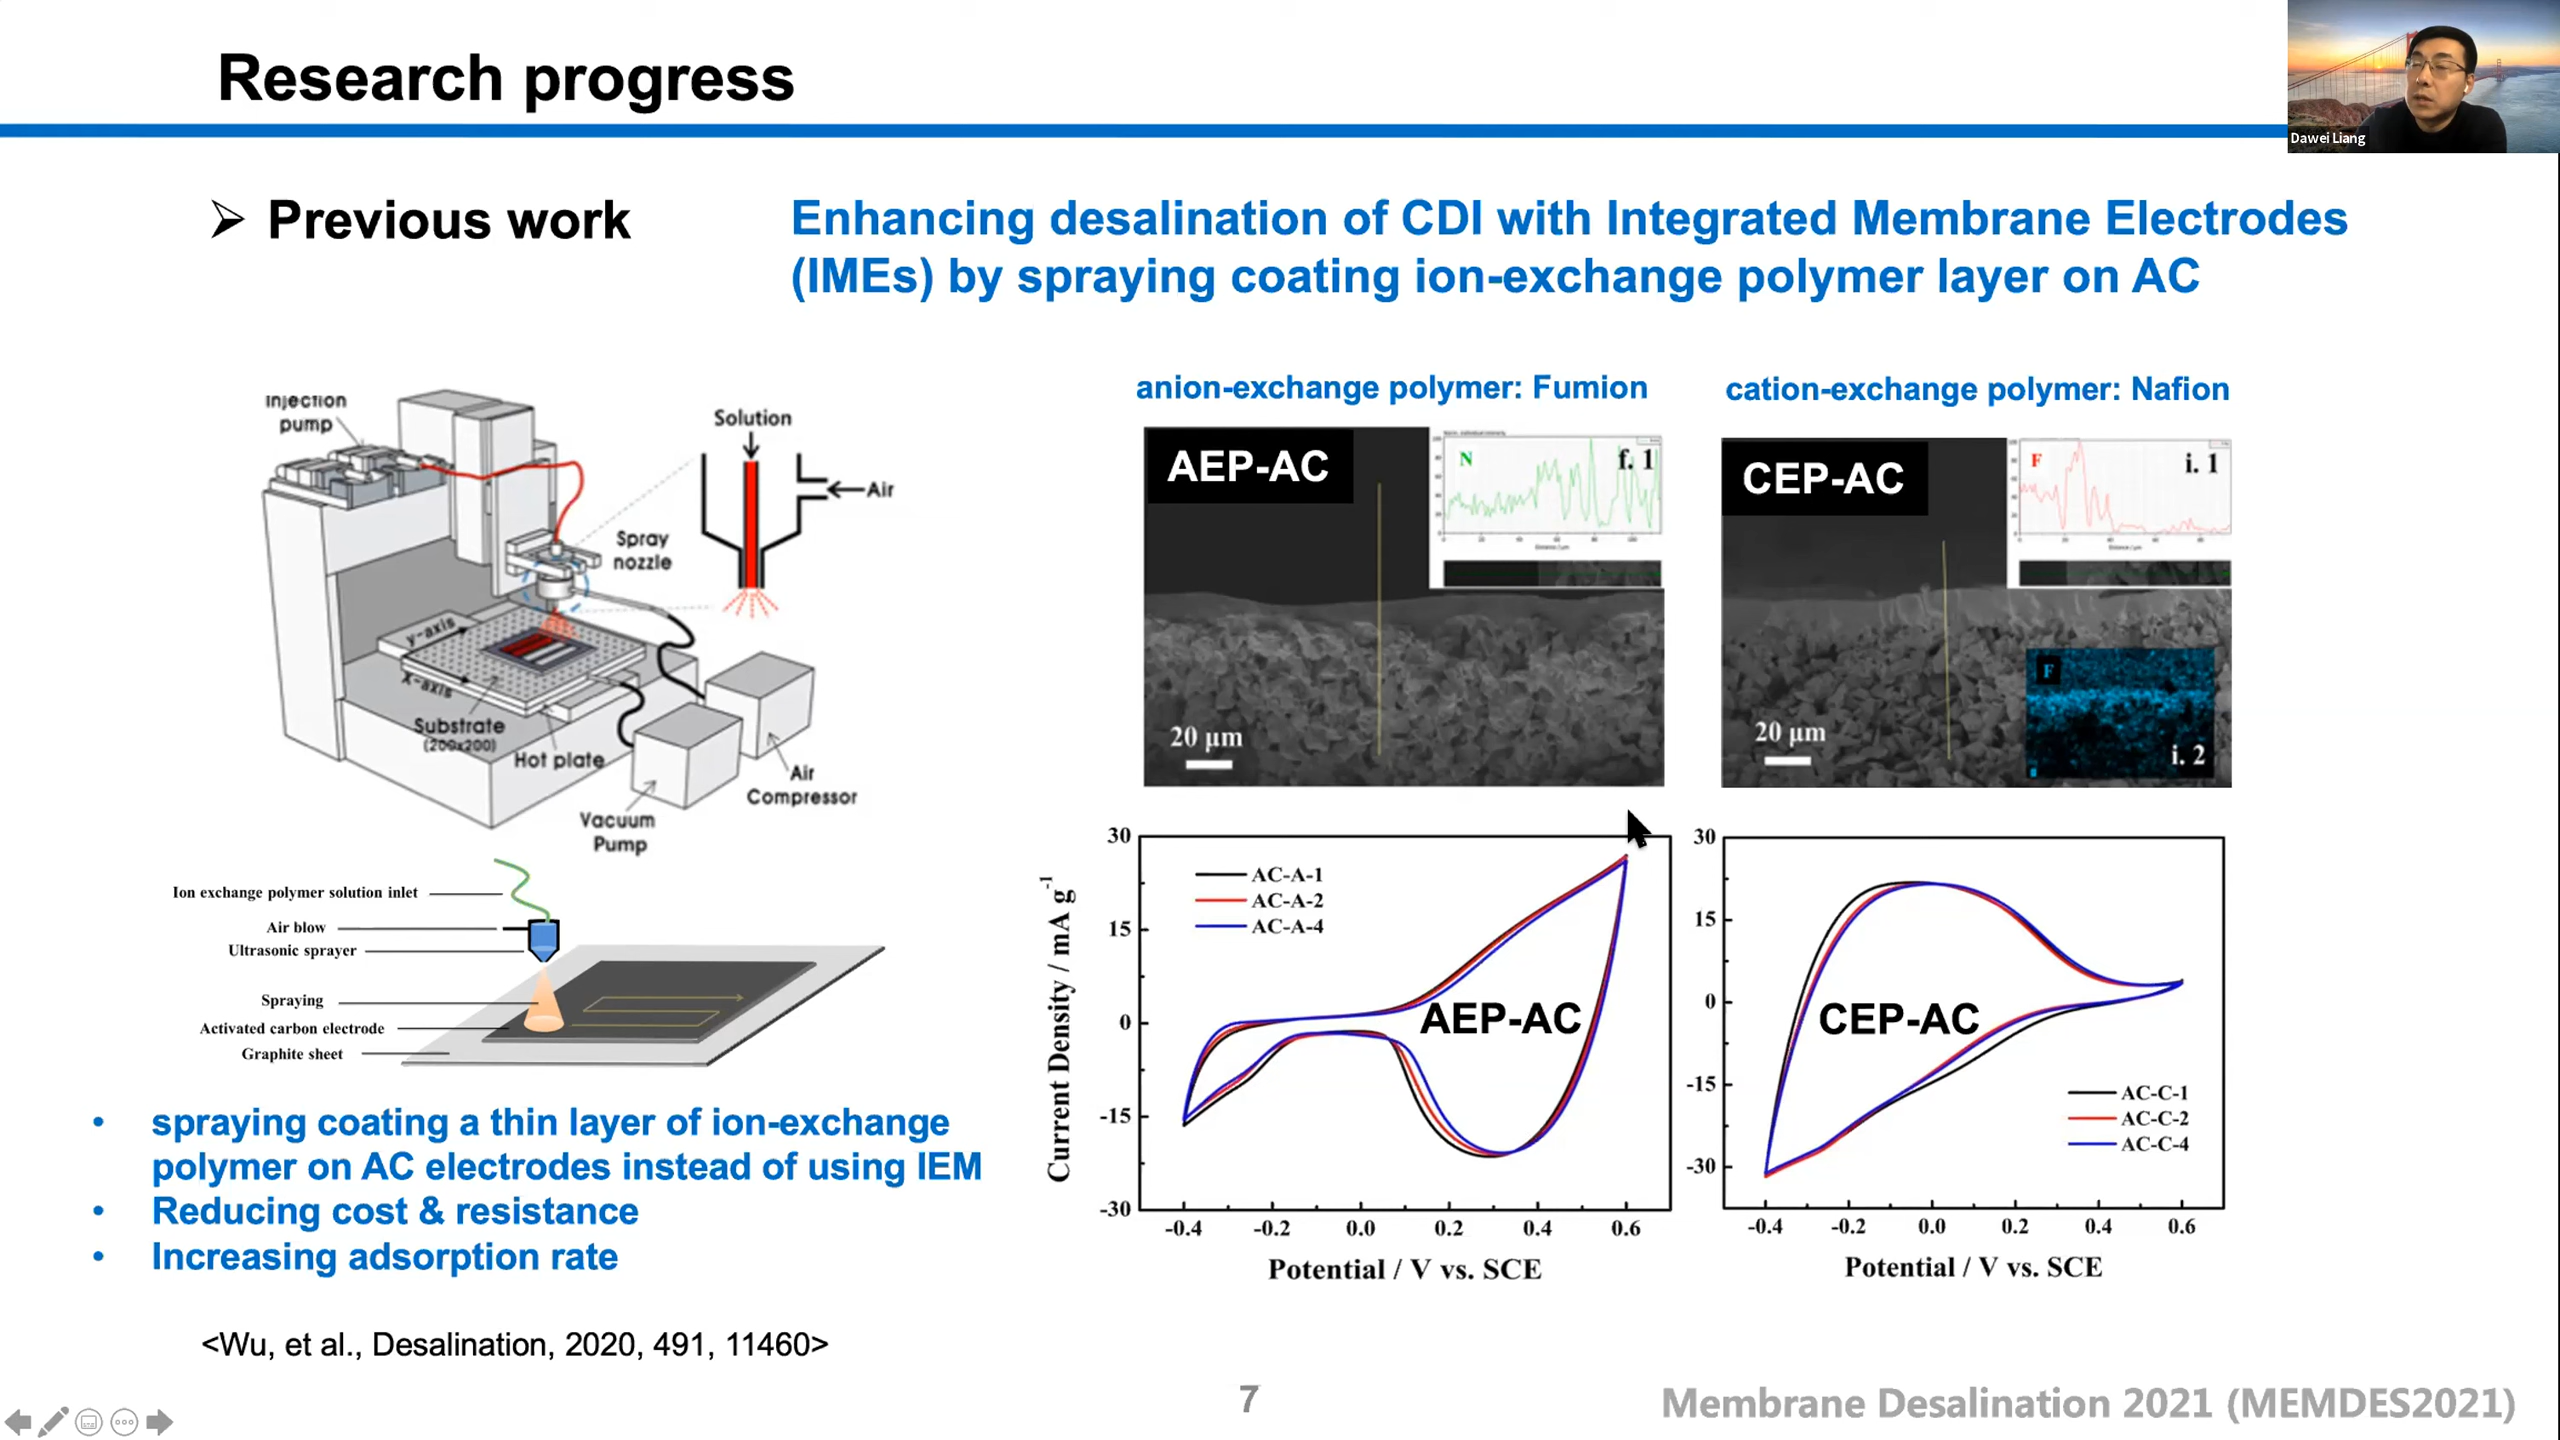 Research progress
Dawei Liang
Previous work
Enhancing desalination of CDI with Integrated Membrane Electrodes
(IMEs) by spraying coating ion-exchange polymer layer on AC
Injection
pump
Solution
Air
Spray
nozzle
y-axis
X-axis
Substrate
(200x200)
Hot plate
Air
Compressor
Vacuum
Pump
Ion exchange polymer solution inlet
Air blow
Ultrasonic sprayer
Spraying
Activated carbon electrode
Graphite sheet
• spraying coating a thin layer of ion-exchange
polymer on AC electrodes instead of using IEM
• Reducing cost & resistance
• Increasing adsorption rate
<Wu, et al., Desalination, 2020, 491, 11460>
anion-exchange polymer: Fumion
AEP-AC
N
f. 1
20 μm
cation-exchange polymer: Nafion
CEP-AC
F
i. 1
F
i. 2
20 μm
Current Density / mA g-1
30
15
0
-15
-30
AC-A-1
AC-A-2
AC-A-4
AEP-AC
-0.4 -0.2 0.0 0.2 0.4 0.6
Potential / V vs. SCE
30
15
0
-15
-30
CEP-AC
AC-C-1
AC-C-2
AC-C-4
-0.4 -0.2 0.0 0.2 0.4 0.6
Potential / V vs. SCE
7
Membrane Desalination 2021 (MEMDES2021)